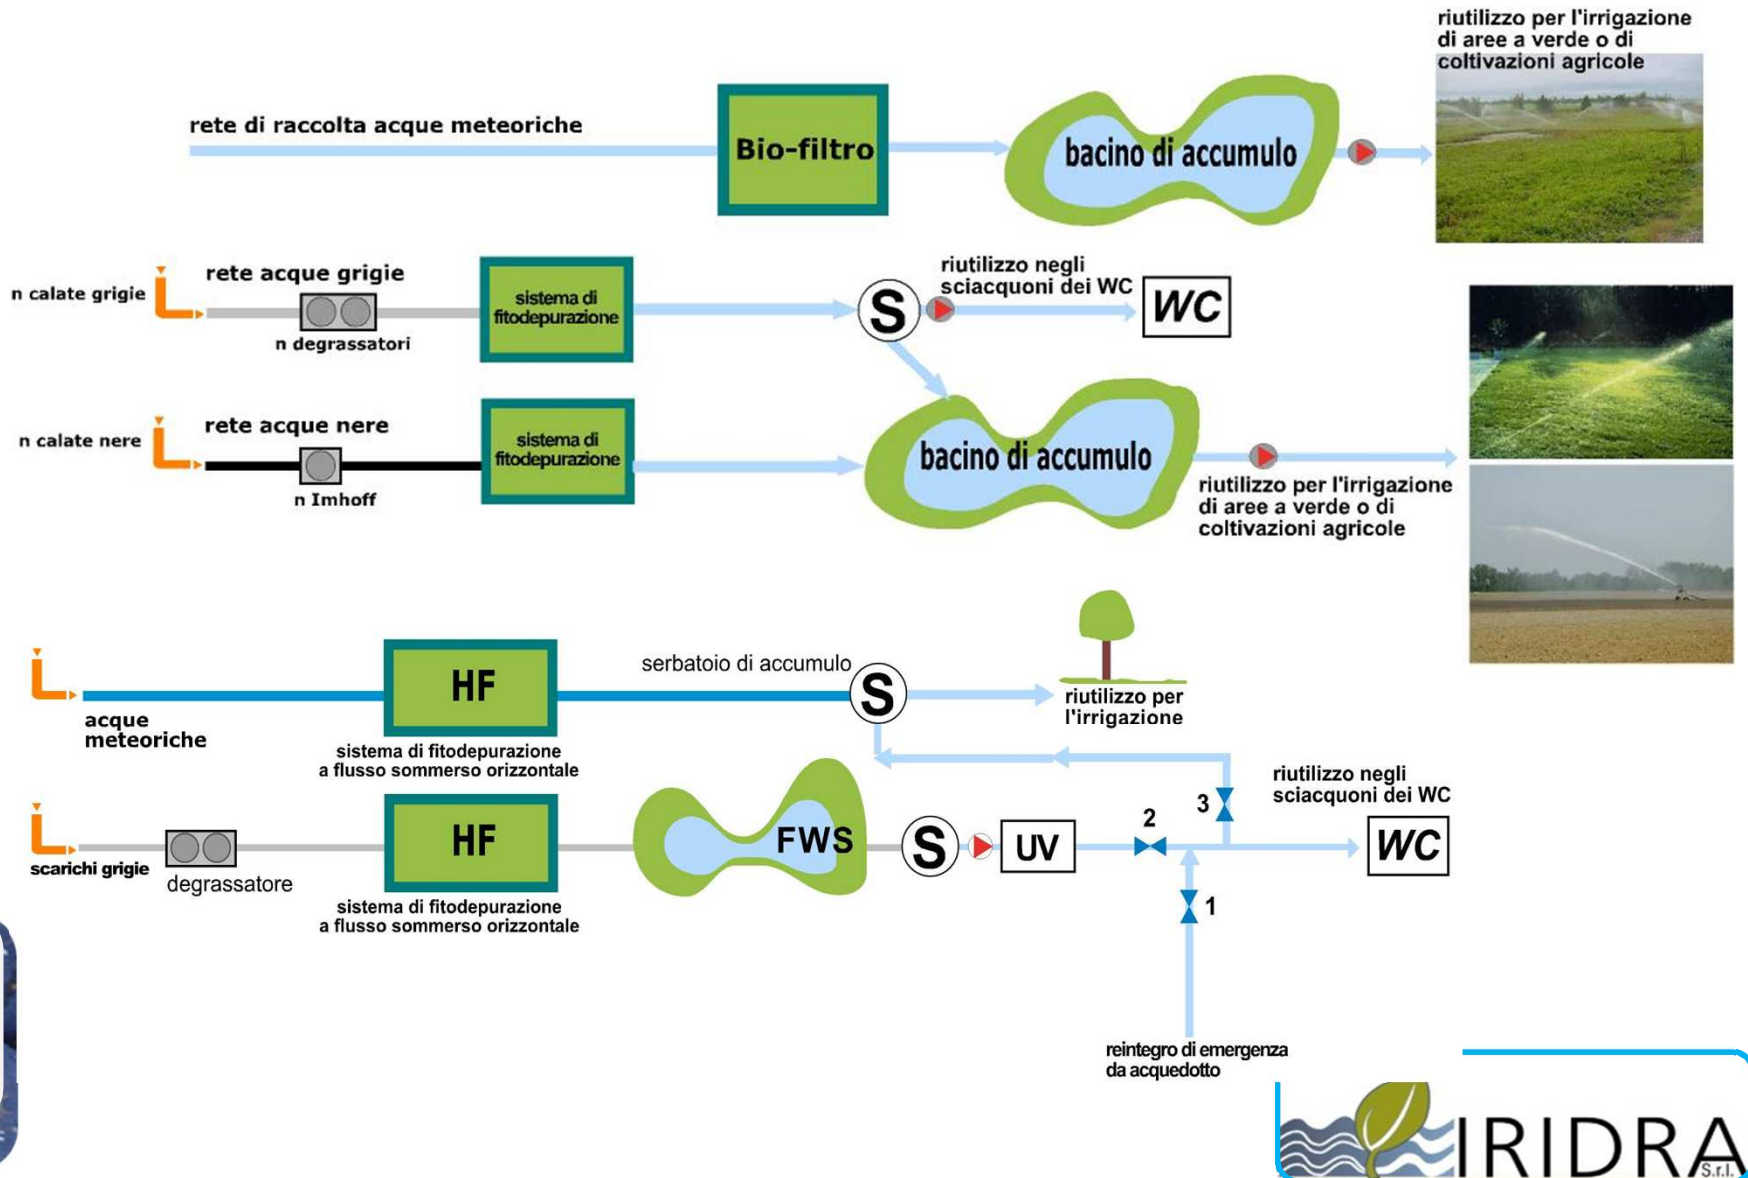 riutilizzo per l'irrigazione
di aree a verde o di
coltivazioni agricole
rete di raccolta acque meteoriche
Bio-filtro
bacino di accumulo
n calate grigie
rete acque grigie
n degrassatori
sistema di
fitodepurazione
S
riutilizzo negli
sciacquoni dei WC
WC
n calate nere
rete acque nere
n Imhoff
sistema di
fitodepurazione
bacino di accumulo
riutilizzo per l'irrigazione
di aree a verde o di
coltivazioni agricole
acque
meteoriche
HF
sistema di fitodepurazione
a flusso sommerso orizzontale
serbatoio di accumulo
S
riutilizzo per
l'irrigazione
scarichi grigie
degrassatore
HF
sistema di fitodepurazione
a flusso sommerso orizzontale
FWS
S
UV
2
3
1
riutilizzo negli
sciacquoni dei WC
WC
reintegro di emergenza
da acquedotto
IRIDRA
S.r.l.